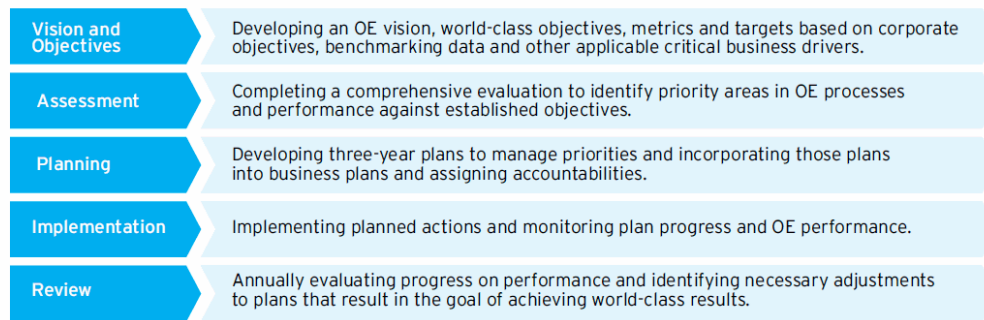 Vision and
Objectives
Developing an OE vision, world-class objectives, metrics and targets based on corporate
objectives, benchmarking data and other applicable critical business drivers.
Assessment
Completing a comprehensive evaluation to identify priority areas in OE processes
and performance against established objectives.
Planning
Developing three-year plans to manage priorities and incorporating those plans
into business plans and assigning accountabilities.
Implementation
Implementing planned actions and monitoring plan progress and OE performance.
Review
Annually evaluating progress on performance and identifying necessary adjustments
to plans that result in the goal of achieving world-class results.